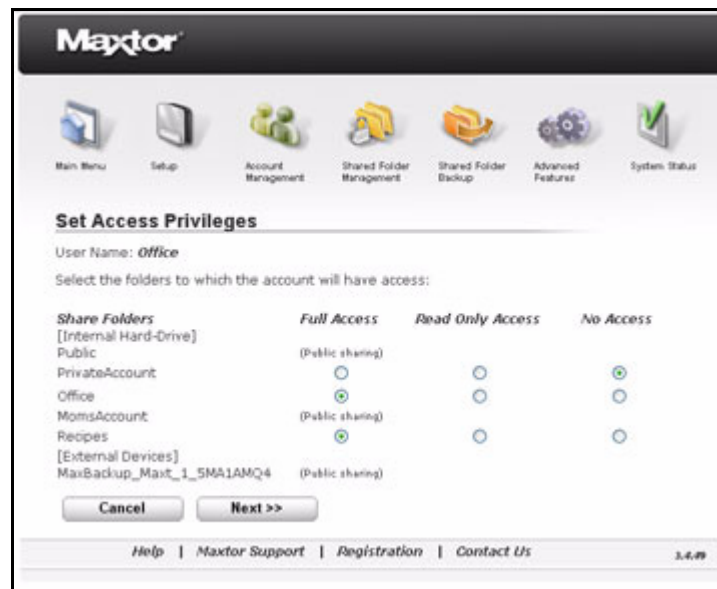 Maxtor
Main Menu
Setup
Account Management
Shared Folder Management
Shared Folder Backup
Advanced Features
System Status
Set Access Privileges
User Name: Office
Select the folders to which the account will have access:
Share Folders Full Access Read Only Access No Access
[Internal Hard-Drive]
Public (Public sharing)
PrivateAccount
Office
MomsAccount (Public sharing)
Recipes
[External Devices]
MaxBackup_Maxt_1_5MA1AMQ4 (Public sharing)
Cancel Next >>
Help | Maxtor Support | Registration | Contact Us